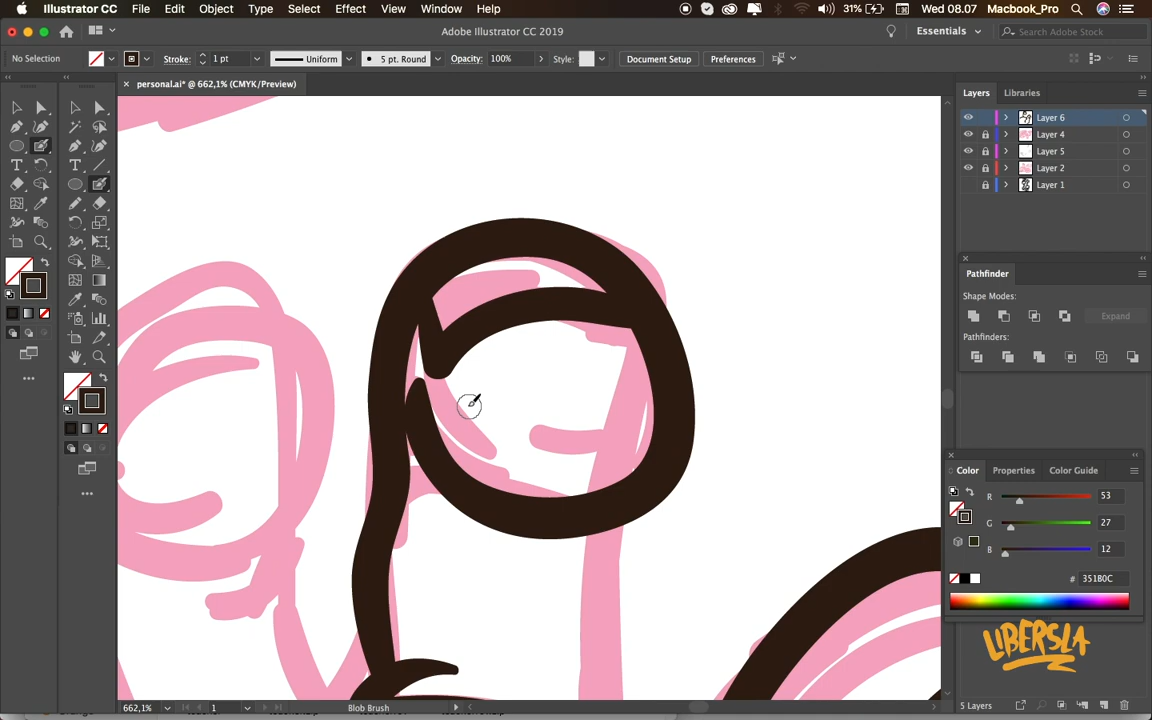 Illustrator CC File Edit Object Type Select Effect View Window Help 31% Wed 08.07 Macbook_Pro
Adobe Illustrator CC 2019 Essentials Search Adobe Stock
No Selection Stroke: 1 pt Uniform 5 pt. Round Opacity: 100% Style: Document Setup Preferences
personal.ai* @ 662,1% (CMYK/Preview)
Layers Libraries
Layer 6
Layer 4
Layer 5
Layer 2
Layer 1
Pathfinder
Shape Modes:
Expand
Pathfinders:
Color Properties Color Guide
R 53
G 27
B 12
# 351B0C
LIBERSLA
662,1% 1 Blob Brush 5 Layers